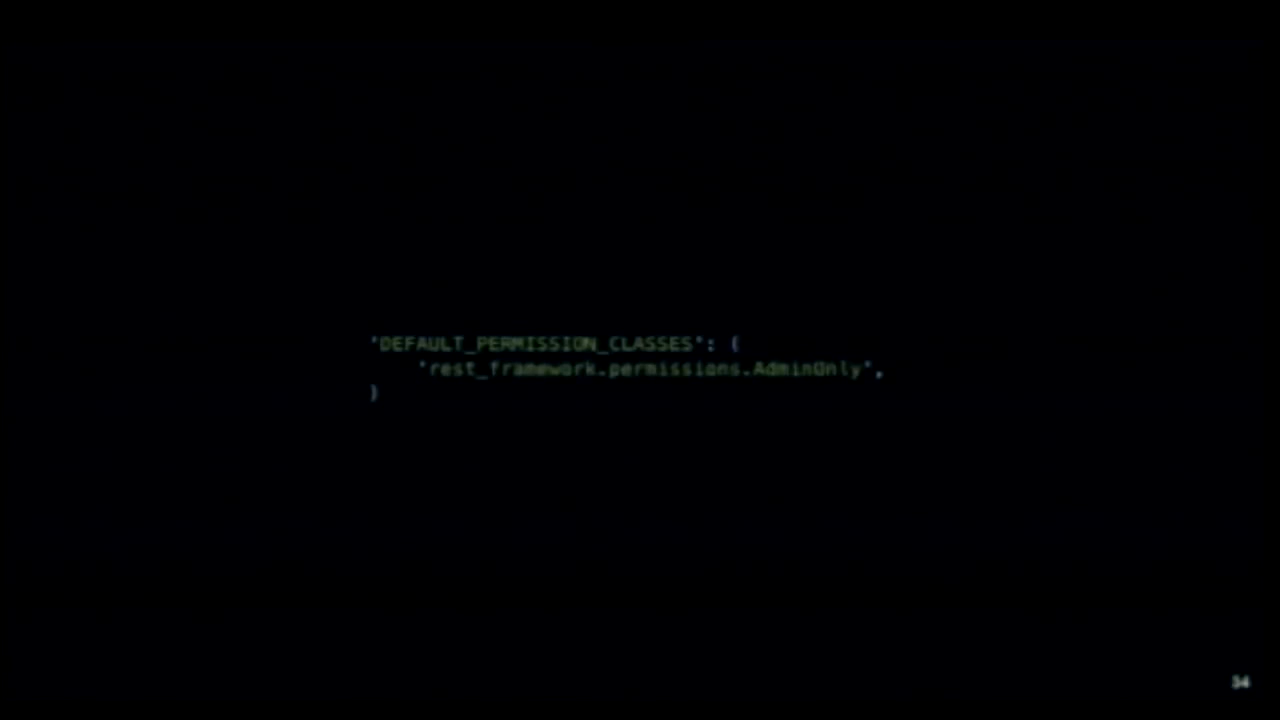 'DEFAULT_PERMISSION_CLASSES': (
    'rest_framework.permissions.AdminOnly',
)
34